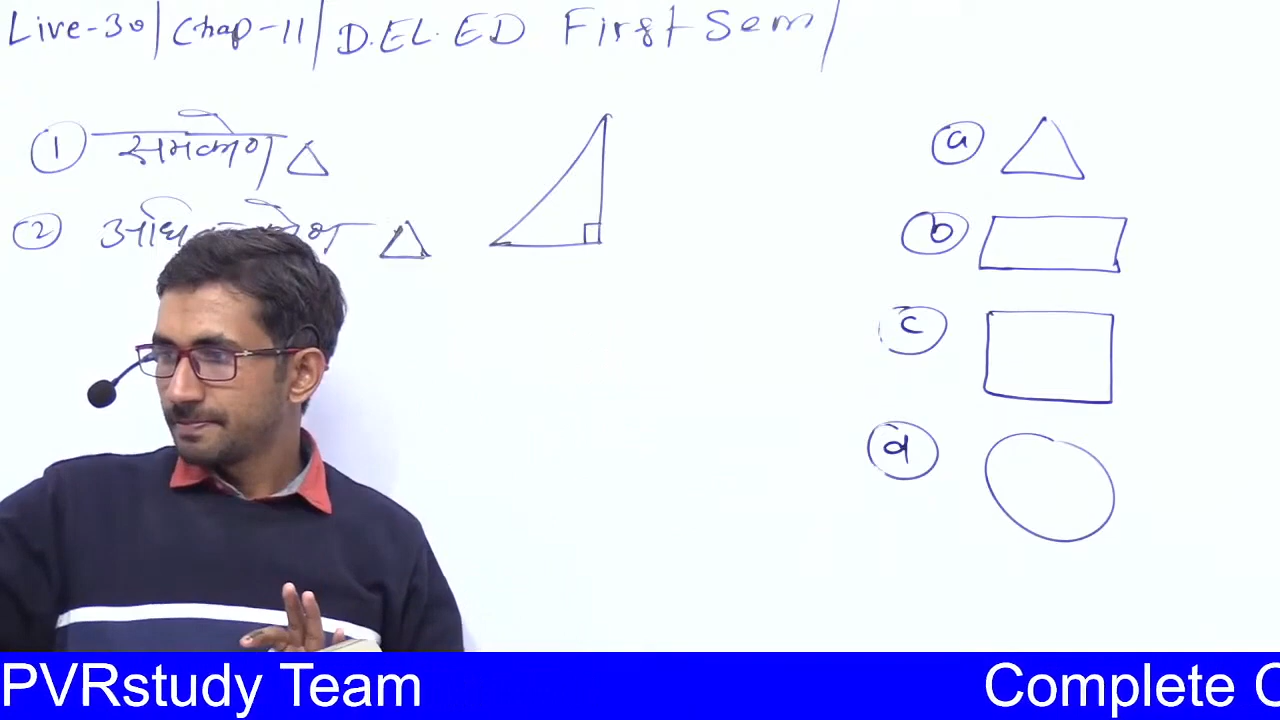 Live-30/Chap-11/D.EL.ED First Sem/
① समकोण △
② △
ⓐ
ⓑ
ⓒ
ⓓ
PVRstudy Team Complete C